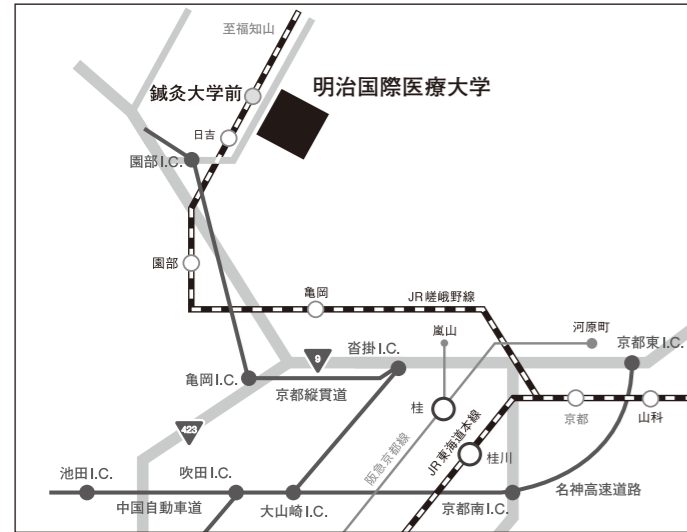 至福知山
鍼灸大学前
明治国際医療大学
日吉
園部I.C.
園部
亀岡
JR嵯峨野線
嵐山
河原町
沓掛I.C.
京都東I.C.
9
亀岡I.C.
京都縦貫道
桂
京都
山科
423
阪急京都線
JR東海道本線
桂川
池田I.C.
吹田I.C.
名神高速道路
中国自動車道
大山崎I.C.
京都南I.C.